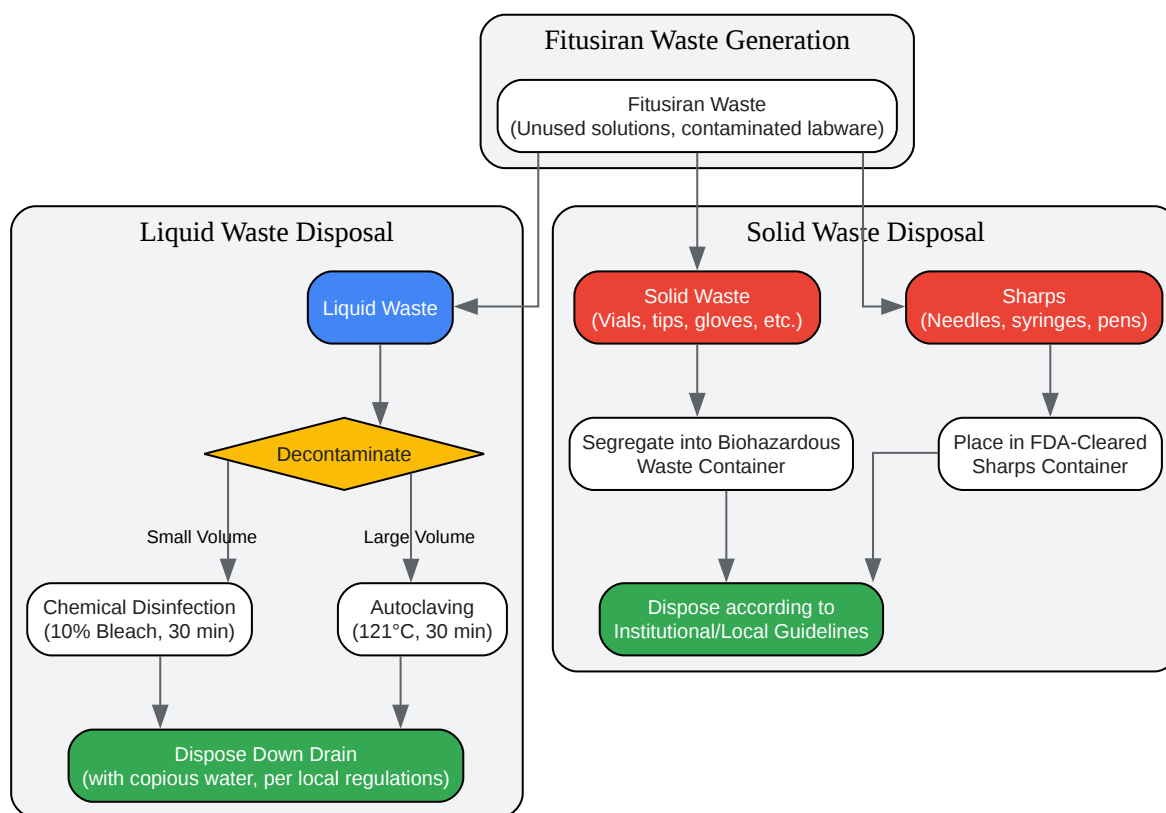 Fitusiran Waste Generation
Fitusiran Waste
(Unused solutions, contaminated labware)
Liquid Waste Disposal
Liquid Waste
Decontaminate
Small Volume
Large Volume
Chemical Disinfection
(10% Bleach, 30 min)
Autoclaving
(121°C, 30 min)
Dispose Down Drain
(with copious water, per local regulations)
Solid Waste Disposal
Solid Waste
(Vials, tips, gloves, etc.)
Sharps
(Needles, syringes, pens)
Segregate into Biohazardous
Waste Container
Place in FDA-Cleared
Sharps Container
Dispose according to
Institutional/Local Guidelines